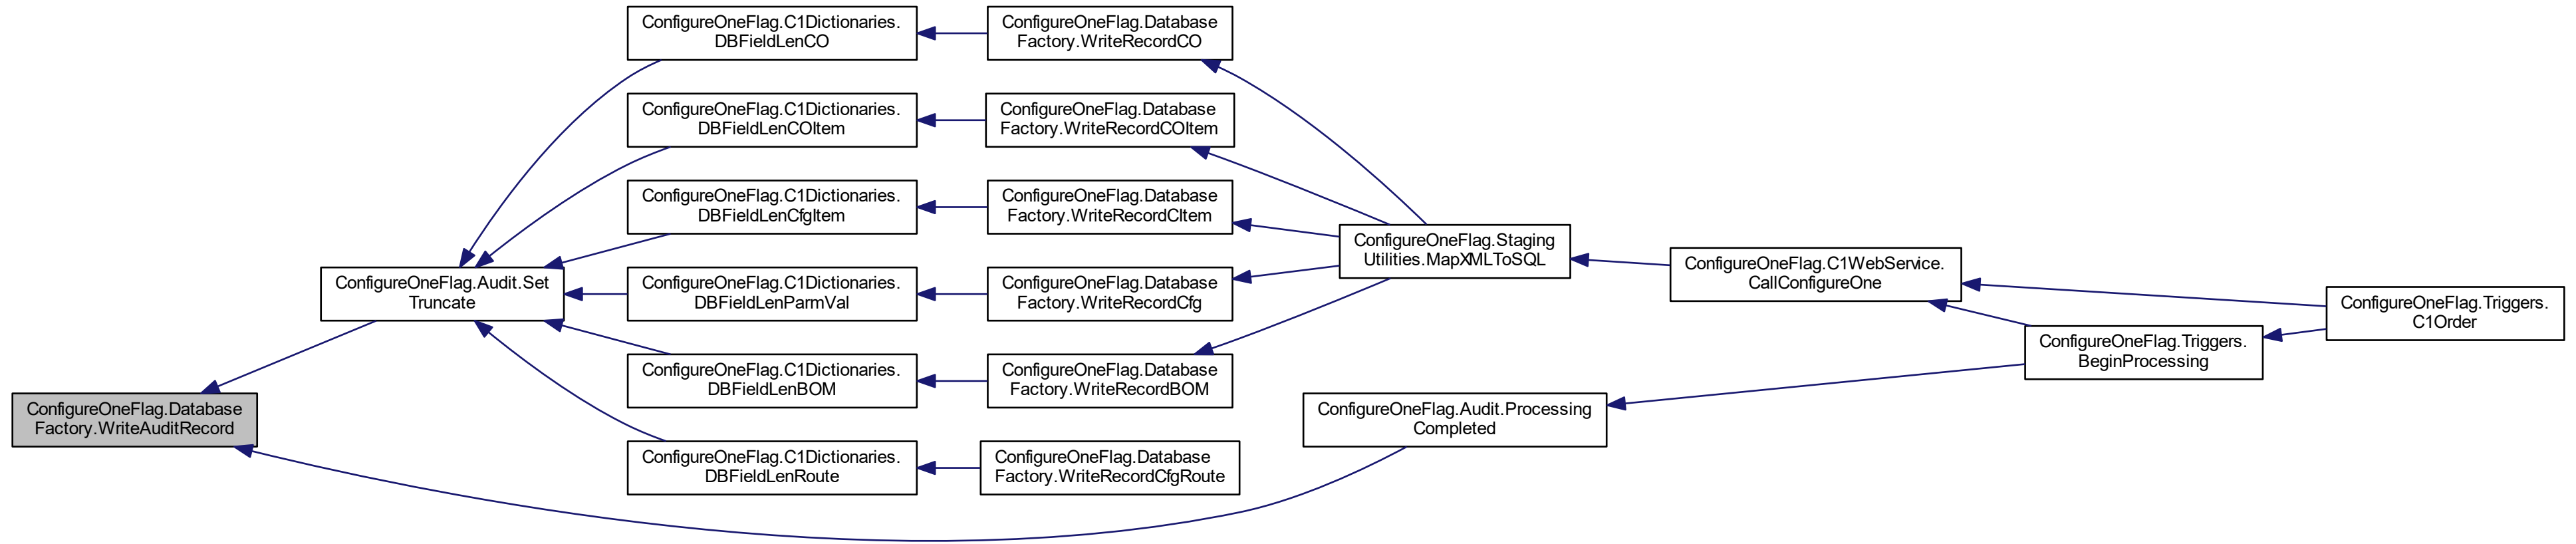 ConfigureOneFlag.Database
Factory.WriteAuditRecord
ConfigureOneFlag.Audit.Set
Truncate
ConfigureOneFlag.C1Dictionaries.
DBFieldLenCO
ConfigureOneFlag.Database
Factory.WriteRecordCO
ConfigureOneFlag.C1Dictionaries.
DBFieldLenCOItem
ConfigureOneFlag.Database
Factory.WriteRecordCOItem
ConfigureOneFlag.C1Dictionaries.
DBFieldLenCfgItem
ConfigureOneFlag.Database
Factory.WriteRecordCItem
ConfigureOneFlag.C1Dictionaries.
DBFieldLenParmVal
ConfigureOneFlag.Database
Factory.WriteRecordCfg
ConfigureOneFlag.C1Dictionaries.
DBFieldLenBOM
ConfigureOneFlag.Database
Factory.WriteRecordBOM
ConfigureOneFlag.C1Dictionaries.
DBFieldLenRoute
ConfigureOneFlag.Database
Factory.WriteRecordCfgRoute
ConfigureOneFlag.Staging
Utilities.MapXMLToSQL
ConfigureOneFlag.Audit.Processing
Completed
ConfigureOneFlag.C1WebService.
CallConfigureOne
ConfigureOneFlag.Triggers.
BeginProcessing
ConfigureOneFlag.Triggers.
C1Order